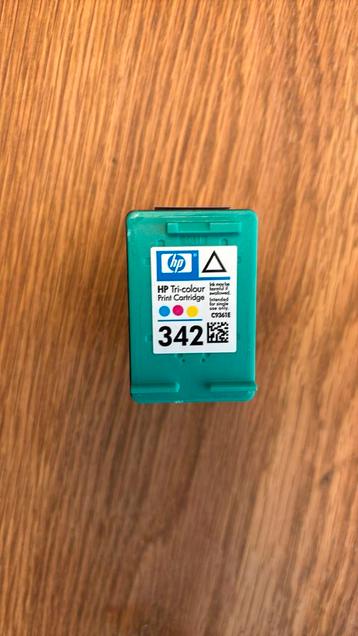 hp
HP Tri-colour
Print Cartridge
342
Ink may be
harmful if
swallowed.
Intended
for single
use only.
C9361E